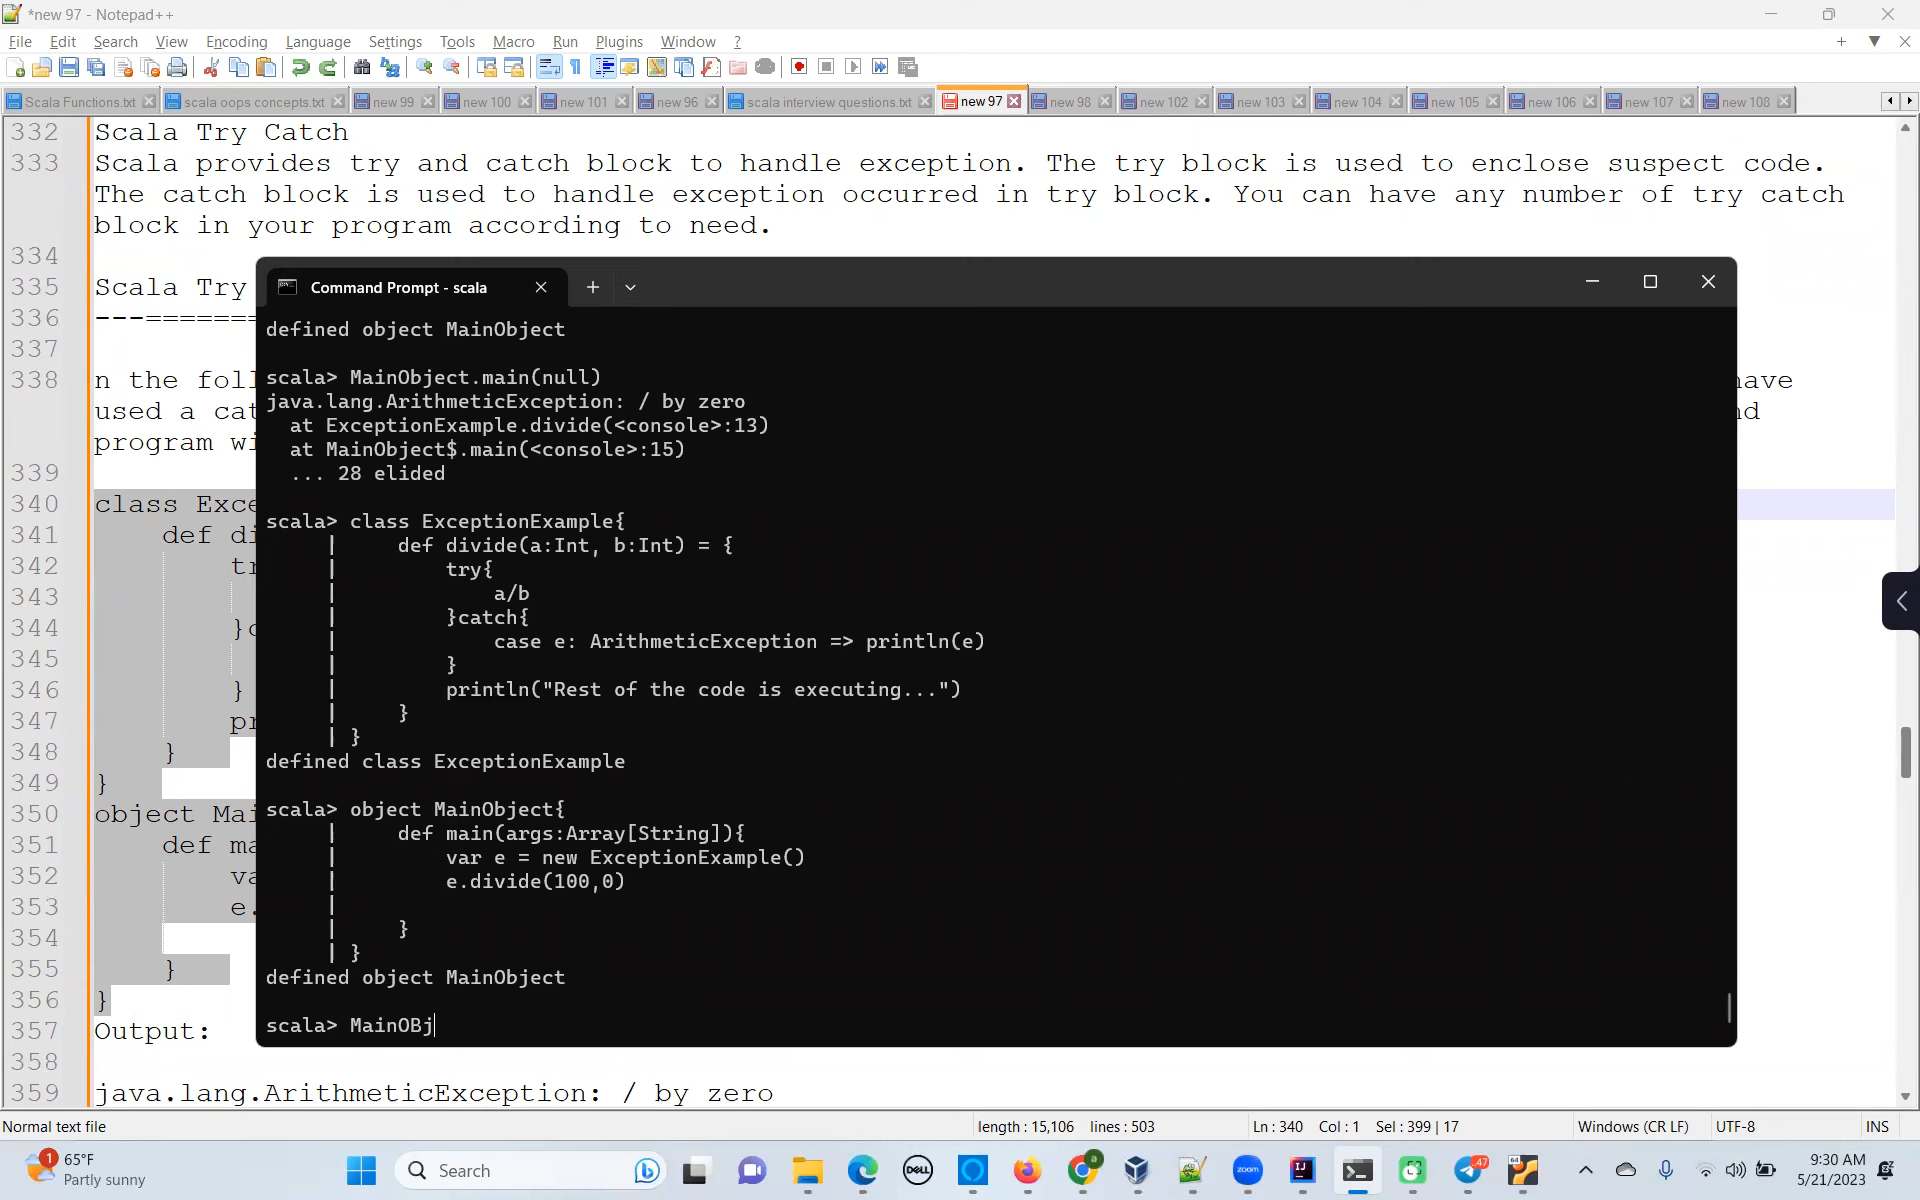 *new 97 - Notepad++
File Edit Search View Encoding Language Settings Tools Macro Run Plugins Window ?
Scala Functions.txt scala oops concepts.txt new 99 new 100 new 101 new 96 scala interview questions.txt new 97 new 98 new 102 new 103 new 104 new 105 new 106 new 107 new 108
332 Scala Try Catch
333 Scala provides try and catch block to handle exception. The try block is used to enclose suspect code.
The catch block is used to handle exception occurred in try block. You can have any number of try catch
block in your program according to need.
334
335 Scala Try
336 ---=======
337
338 n the fol
used a cat
program wi
ave
nd
339
340 class Exce
341 def di
342 tr
343
344 }c
345
346 }
347 pr
348 }
349 }
350 object Mai
351 def ma
352 va
353 e.
354
355 }
356 }
357 Output:
358
359 java.lang.ArithmeticException: / by zero
Command Prompt - scala
defined object MainObject
scala> MainObject.main(null)
java.lang.ArithmeticException: / by zero
at ExceptionExample.divide(<console>:13)
at MainObject$.main(<console>:15)
... 28 elided
scala> class ExceptionExample{
| def divide(a:Int, b:Int) = {
| try{
| a/b
| }catch{
| case e: ArithmeticException => println(e)
| }
| println("Rest of the code is executing...")
| }
| }
defined class ExceptionExample
scala> object MainObject{
| def main(args:Array[String]){
| var e = new ExceptionExample()
| e.divide(100,0)
|
| }
| }
defined object MainObject
scala> MainOBj
Normal text file length : 15,106 lines : 503 Ln : 340 Col : 1 Sel : 399 | 17 Windows (CR LF) UTF-8 INS
1 65°F
Partly sunny
Search
DELL
a
zoom
IJ
47
64
9:30 AM
5/21/2023